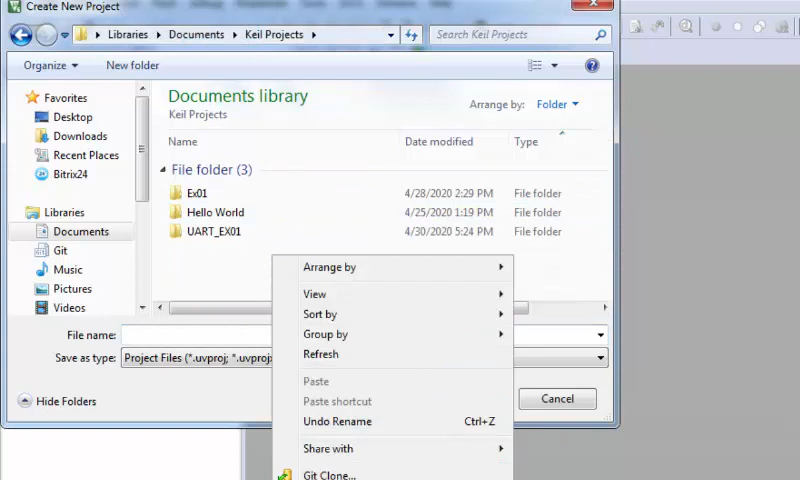 Create New Project
Libraries Documents Keil Projects
Search Keil Projects
Organize
New folder
Documents library
Keil Projects
Arrange by: Folder
Name Date modified Type
File folder (3)
Ex01 4/28/2020 2:29 PM File folder
Hello World 4/25/2020 1:19 PM File folder
UART_EX01 4/30/2020 5:24 PM File folder
Favorites
Desktop
Downloads
Recent Places
Bitrix24
Libraries
Documents
Git
Music
Pictures
Videos
File name:
Save as type: Project Files (*.uvproj; *.uvproj
Hide Folders
Cancel
Arrange by
View
Sort by
Group by
Refresh
Paste
Paste shortcut
Undo Rename Ctrl+Z
Share with
Git Clone...